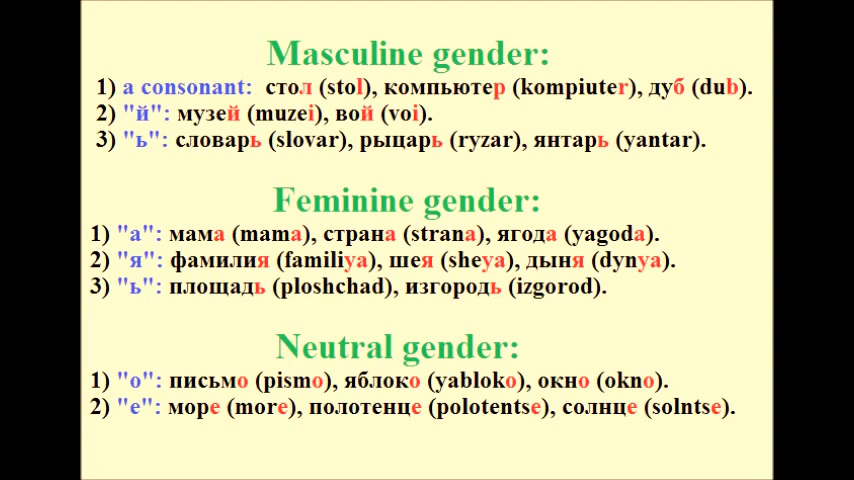 Masculine gender:
1) a consonant: стол (stol), компьютер (kompiuter), дуб (dub).
2) "й": музей (muzei), вой (voi).
3) "ь": словарь (slovar), рыцарь (ryzar), янтарь (yantar).
Feminine gender:
1) "а": мама (mama), страна (strana), ягода (yagoda).
2) "я": фамилия (familiya), шея (sheya), дыня (dynya).
3) "ь": площадь (ploshchad), изгородь (izgorod).
Neutral gender:
1) "о": письмо (pismo), яблоко (yabloko), окно (okno).
2) "е": море (more), полотенце (polotentse), солнце (solntse).